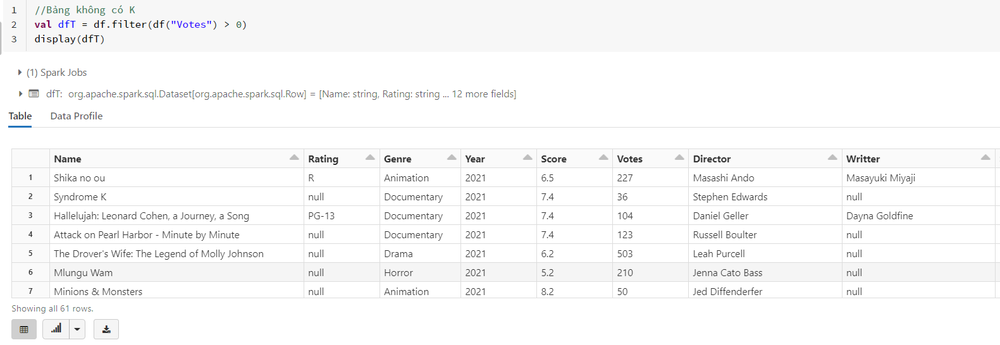 1 //Bảng không có K
2 val dfT = df.filter(df("Votes") > 0)
3 display(dfT)
(1) Spark Jobs
dfT: org.apache.spark.sql.Dataset[org.apache.spark.sql.Row] = [Name: string, Rating: string ... 12 more fields]
Table Data Profile
Name Rating Genre Year Score Votes Director Writter
1 Shika no ou R Animation 2021 6.5 227 Masashi Ando Masayuki Miyaji
2 Syndrome K null Documentary 2021 7.4 36 Stephen Edwards null
3 Hallelujah: Leonard Cohen, a Journey, a Song PG-13 Documentary 2021 7.4 104 Daniel Geller Dayna Goldfine
4 Attack on Pearl Harbor - Minute by Minute null Documentary 2021 7.4 123 Russell Boulter null
5 The Drover's Wife: The Legend of Molly Johnson null Drama 2021 6.2 503 Leah Purcell null
6 Mlungu Wam null Horror 2021 5.2 210 Jenna Cato Bass null
7 Minions & Monsters null Animation 2021 8.2 50 Jed Diffenderfer null
Showing all 61 rows.